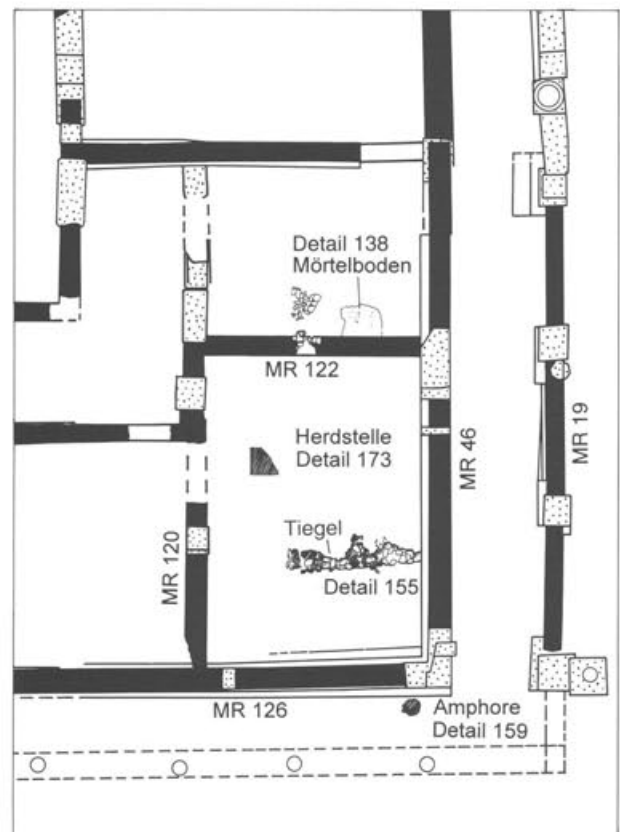 Detail 138
Mörtelboden
MR 122
Herdstelle
Detail 173
MR 46
MR 19
Tiegel
MR 120
Detail 155
MR 126
Amphore
Detail 159